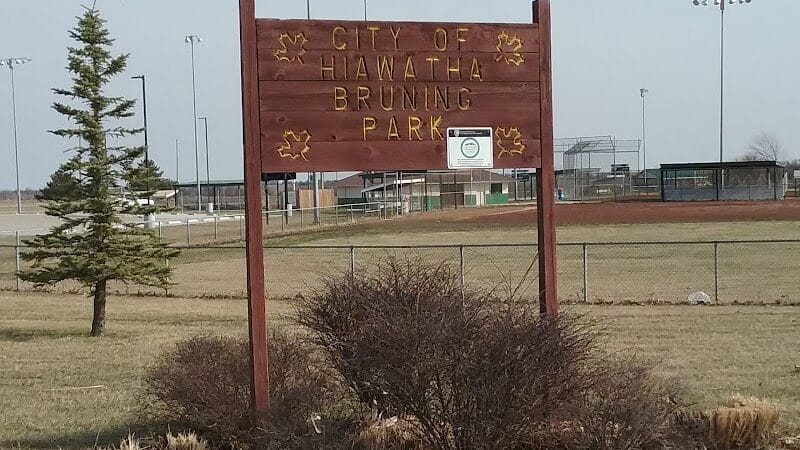 CITY OF
HIAWATHA
BRUNING
PARK